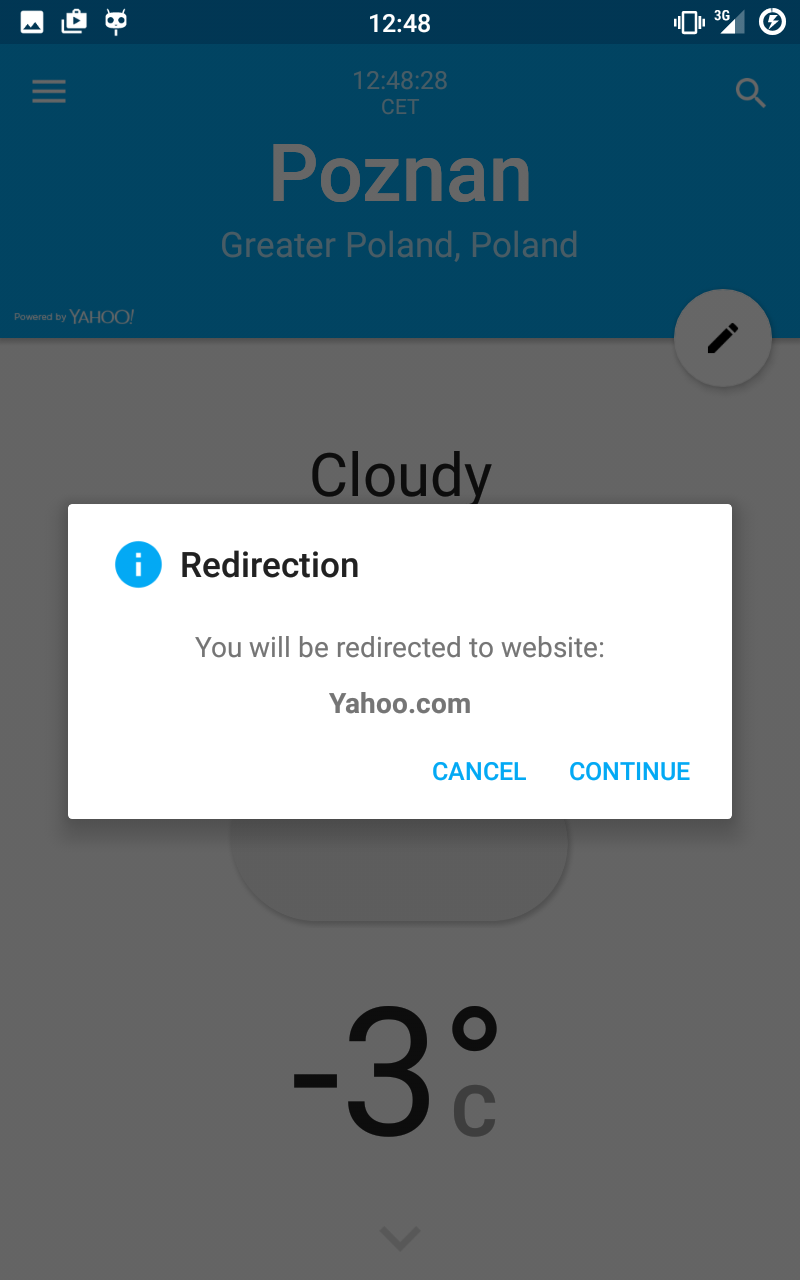 12:48
3G
12:48:28
CET
Poznan
Greater Poland, Poland
Powered by YAHOO!
Cloudy
Redirection
You will be redirected to website:
Yahoo.com
CANCEL CONTINUE
-3°
C